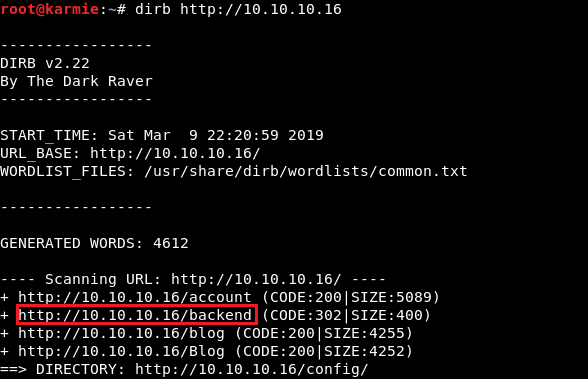 root@karmie:~# dirb http://10.10.10.16
-----------------
DIRB v2.22
By The Dark Raver
-----------------
START_TIME: Sat Mar  9 22:20:59 2019
URL_BASE: http://10.10.10.16/
WORDLIST_FILES: /usr/share/dirb/wordlists/common.txt
-----------------
GENERATED WORDS: 4612
---- Scanning URL: http://10.10.10.16/ ----
+ http://10.10.10.16/account (CODE:200|SIZE:5089)
+ http://10.10.10.16/backend (CODE:302|SIZE:400)
+ http://10.10.10.16/blog (CODE:200|SIZE:4255)
+ http://10.10.10.16/Blog (CODE:200|SIZE:4252)
==> DIRECTORY: http://10.10.10.16/config/